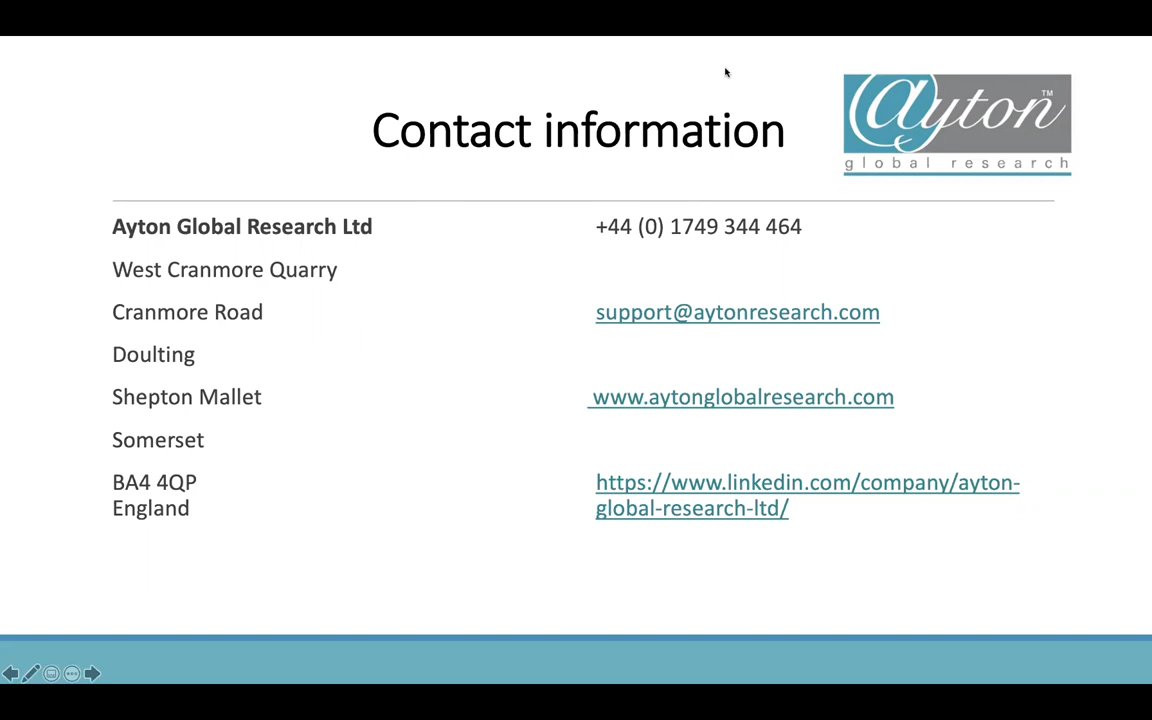 Contact information
@yton™
global research
Ayton Global Research Ltd
West Cranmore Quarry
Cranmore Road
Doulting
Shepton Mallet
Somerset
BA4 4QP
England
+44 (0) 1749 344 464
support@aytonresearch.com
www.aytonglobalresearch.com
https://www.linkedin.com/company/ayton-
global-research-ltd/